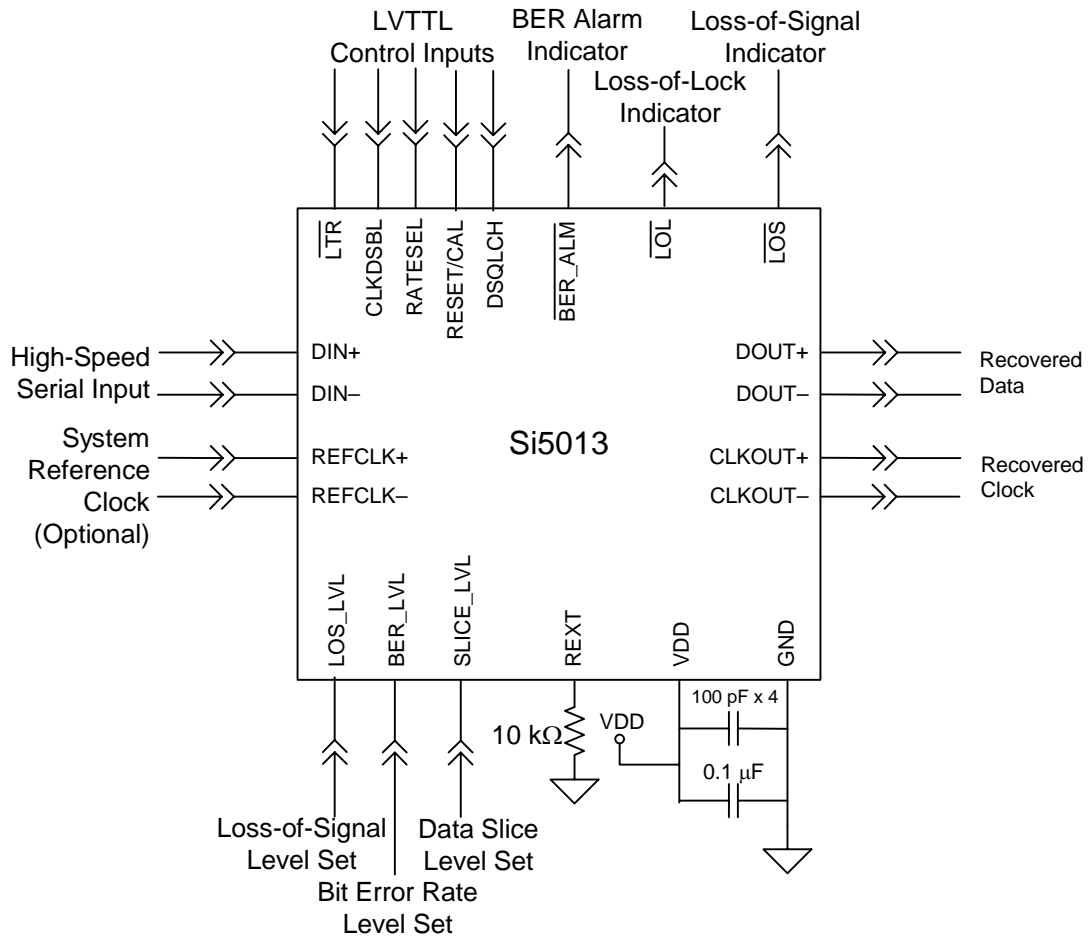 LVTTL
Control Inputs
BER Alarm
Indicator
Loss-of-Lock
Indicator
Loss-of-Signal
Indicator
LTR
CLKDSBL
RATESEL
RESET/CAL
DSQLCH
BER_ALM
LOL
LOS
High-Speed
Serial Input
DIN+
DIN–
System
Reference
Clock
(Optional)
REFCLK+
REFCLK–
Si5013
DOUT+
DOUT–
Recovered
Data
CLKOUT+
CLKOUT–
Recovered
Clock
LOS_LVL
BER_LVL
SLICE_LVL
REXT
VDD
GND
10 kΩ
VDD
100 pF x 4
0.1 μF
Loss-of-Signal
Level Set
Data Slice
Level Set
Bit Error Rate
Level Set